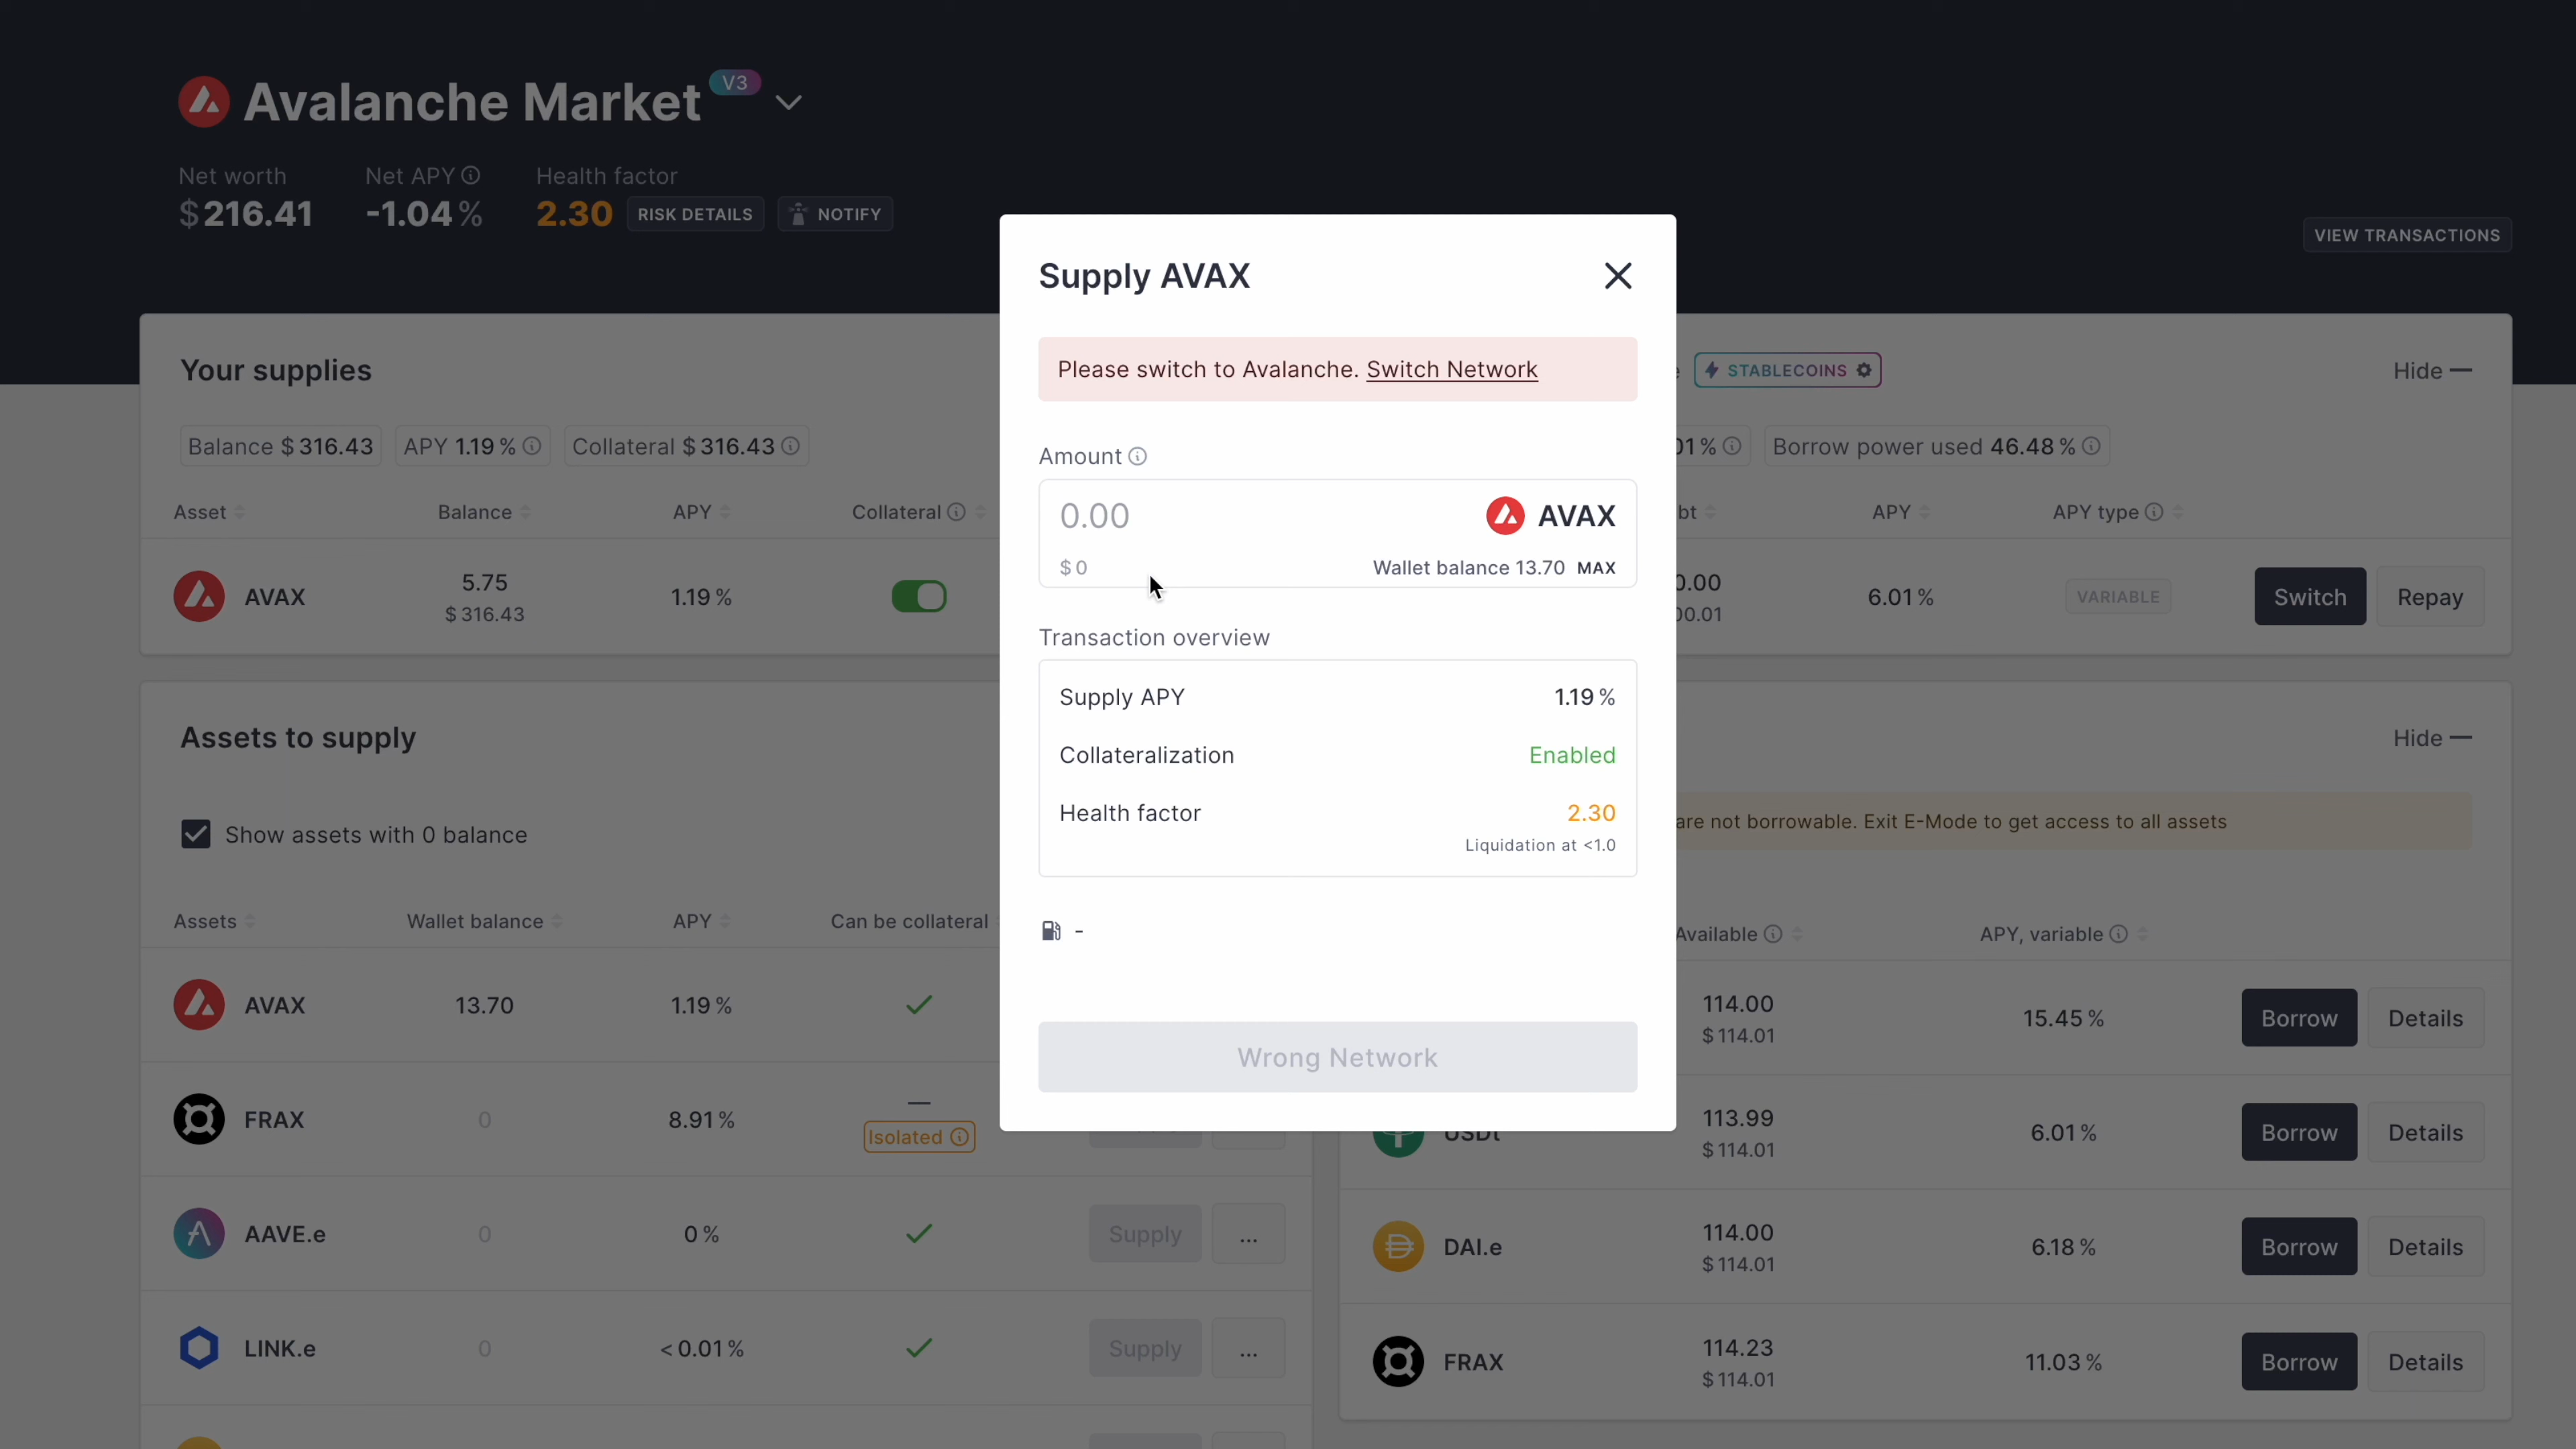 Avalanche Market V3
Net worth
$ 216.41
Net APY
-1.04 %
Health factor
2.30 RISK DETAILS NOTIFY
VIEW TRANSACTIONS
Your supplies
Balance $ 316.43 APY 1.19 % Collateral $ 316.43
Asset Balance APY Collateral
AVAX 5.75 1.19 %
$ 316.43
Assets to supply
Show assets with 0 balance
Assets Wallet balance APY Can be collateral
AVAX 13.70 1.19 %
FRAX 0 8.91 % —
Isolated
AAVE.e 0 0 % Supply ...
LINK.e 0 < 0.01 % Supply ...
Supply AVAX
Please switch to Avalanche. Switch Network
Amount
0.00 AVAX
$ 0 Wallet balance 13.70 MAX
Transaction overview
Supply APY 1.19 %
Collateralization Enabled
Health factor 2.30
Liquidation at <1.0
-
Wrong Network
STABLECOINS Hide —
01 % Borrow power used 46.48 %
bt APY APY type
0.00 6.01 % VARIABLE Switch Repay
00.01
Hide —
are not borrowable. Exit E-Mode to get access to all assets
Available APY, variable
114.00 15.45 % Borrow Details
$ 114.01
USDt 113.99 6.01 % Borrow Details
$ 114.01
DAI.e 114.00 6.18 % Borrow Details
$ 114.01
FRAX 114.23 11.03 % Borrow Details
$ 114.01